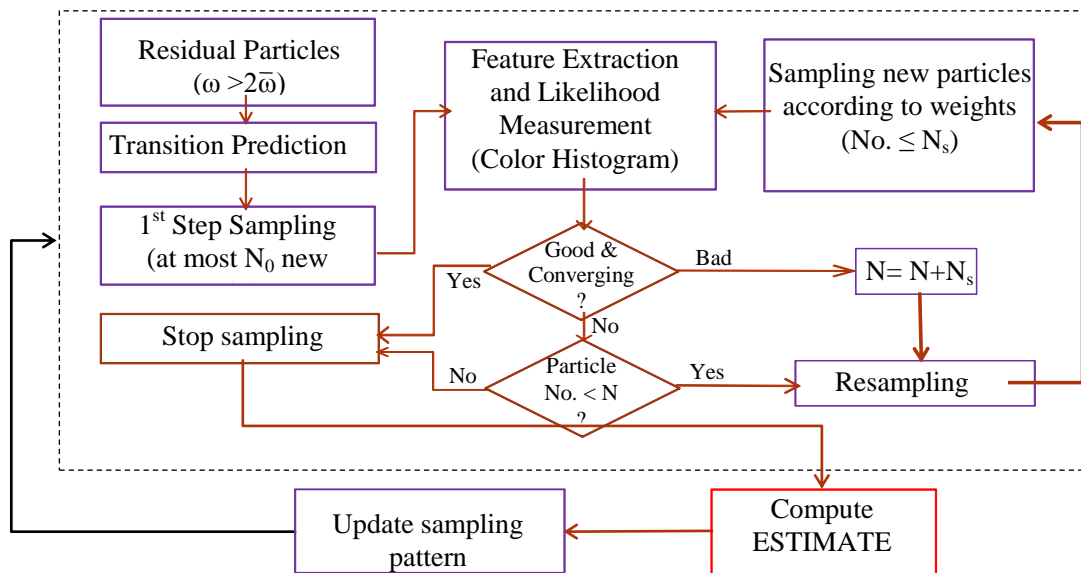 Residual Particles
(ω >2ω̅)
Transition Prediction
1st Step Sampling
(at most N0 new
Feature Extraction
and Likelihood
Measurement
(Color Histogram)
Sampling new particles
according to weights
(No. ≤ Ns)
Good &
Converging
?
Yes
Bad
No
N= N+Ns
Stop sampling
Particle
No. < N
?
No
Yes
Resampling
Update sampling
pattern
Compute
ESTIMATE